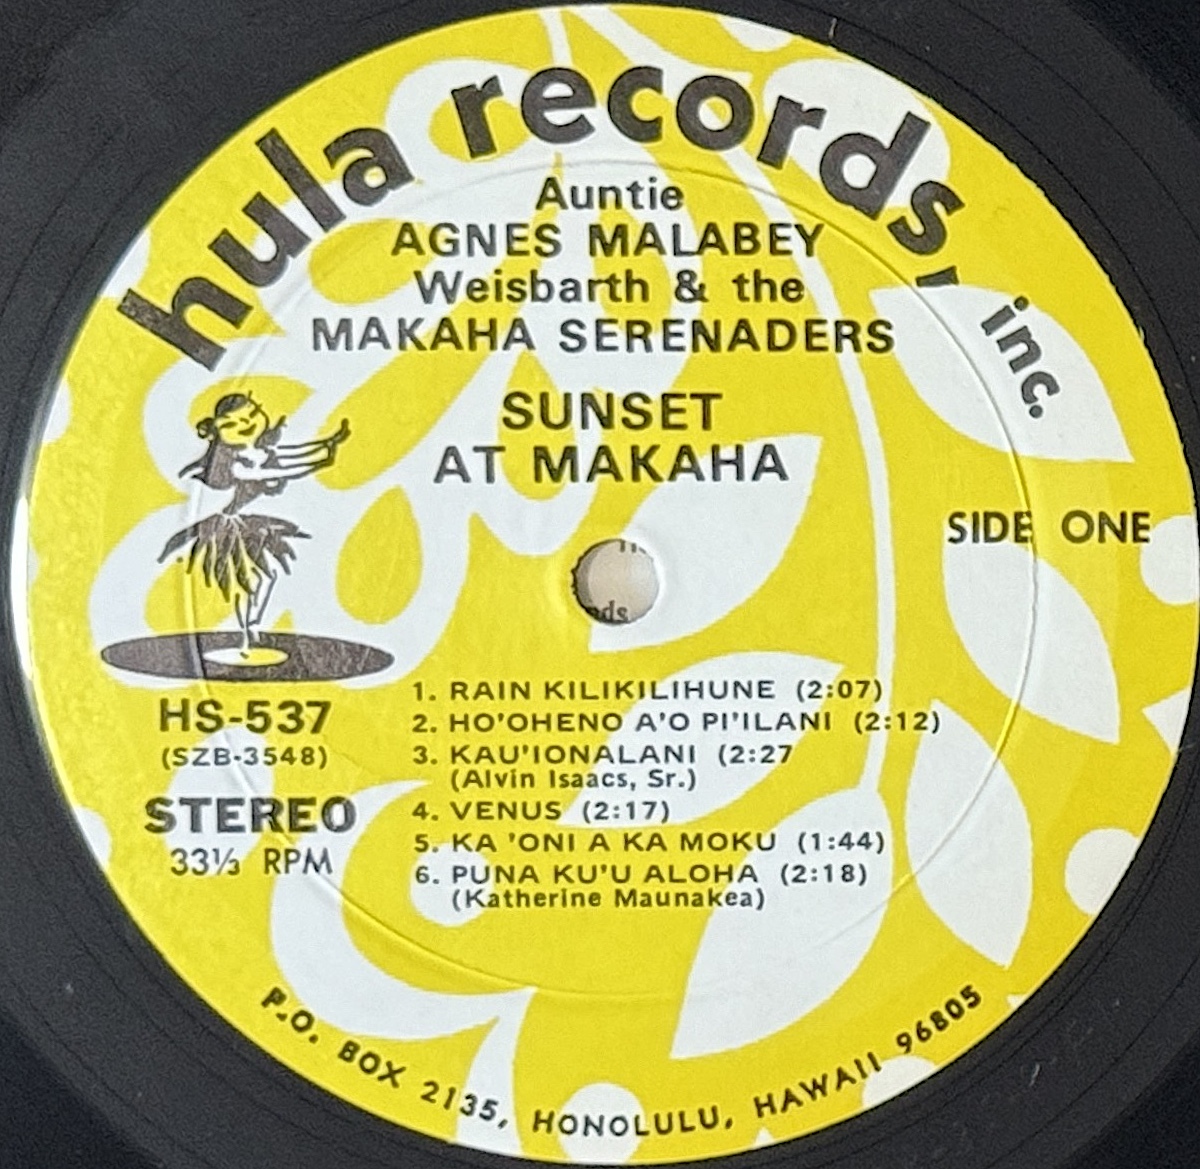 hula records, inc.
Auntie
AGNES MALABEY
Weisbarth & the
MAKAHA SERENADERS
SUNSET
AT MAKAHA
SIDE ONE
HS-537
(SZB-3548)
STEREO
33⅓ RPM
1. RAIN KILIKILIHUNE (2:07)
2. HO'OHENO A'O PI'ILANI (2:12)
3. KAU'IONALANI (2:27
(Alvin Isaacs, Sr.)
4. VENUS (2:17)
5. KA 'ONI A KA MOKU (1:44)
6. PUNA KU'U ALOHA (2:18)
(Katherine Maunakea)
P.O. BOX 2135, HONOLULU, HAWAII 96805